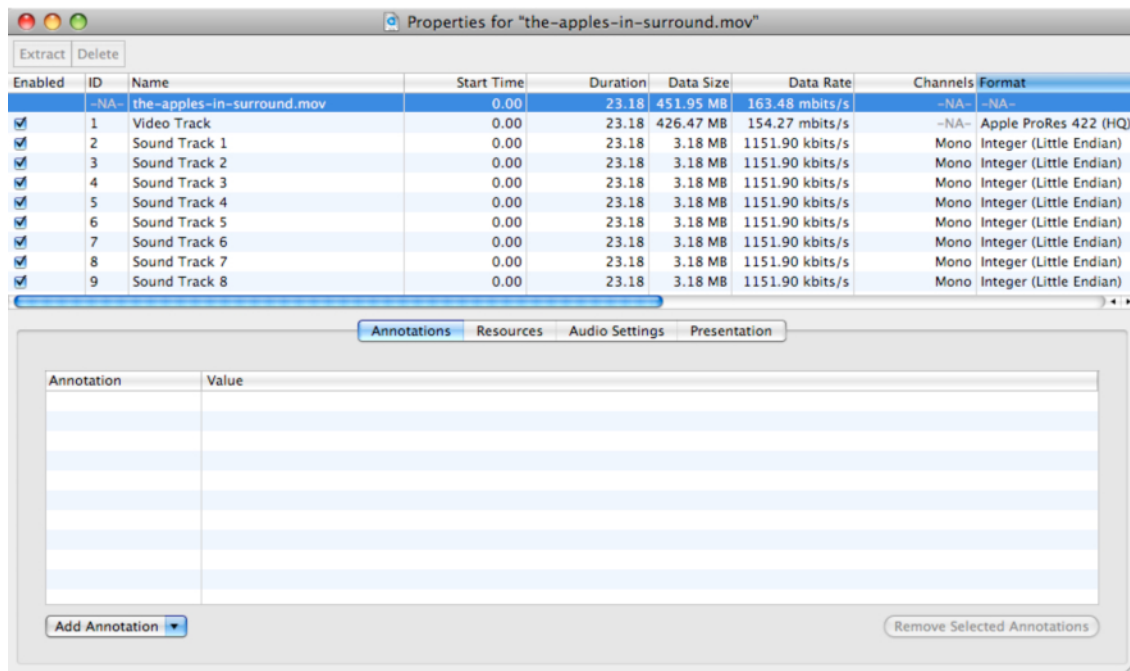 Properties for "the-apples-in-surround.mov"
Extract Delete
Enabled ID Name Start Time Duration Data Size Data Rate Channels Format
-NA- the-apples-in-surround.mov 0.00 23.18 451.95 MB 163.48 mbits/s -NA- -NA-
1 Video Track 0.00 23.18 426.47 MB 154.27 mbits/s -NA- Apple ProRes 422 (HQ)
2 Sound Track 1 0.00 23.18 3.18 MB 1151.90 kbits/s Mono Integer (Little Endian)
3 Sound Track 2 0.00 23.18 3.18 MB 1151.90 kbits/s Mono Integer (Little Endian)
4 Sound Track 3 0.00 23.18 3.18 MB 1151.90 kbits/s Mono Integer (Little Endian)
5 Sound Track 4 0.00 23.18 3.18 MB 1151.90 kbits/s Mono Integer (Little Endian)
6 Sound Track 5 0.00 23.18 3.18 MB 1151.90 kbits/s Mono Integer (Little Endian)
7 Sound Track 6 0.00 23.18 3.18 MB 1151.90 kbits/s Mono Integer (Little Endian)
8 Sound Track 7 0.00 23.18 3.18 MB 1151.90 kbits/s Mono Integer (Little Endian)
9 Sound Track 8 0.00 23.18 3.18 MB 1151.90 kbits/s Mono Integer (Little Endian)
Annotations Resources Audio Settings Presentation
Annotation Value
Add Annotation Remove Selected Annotations